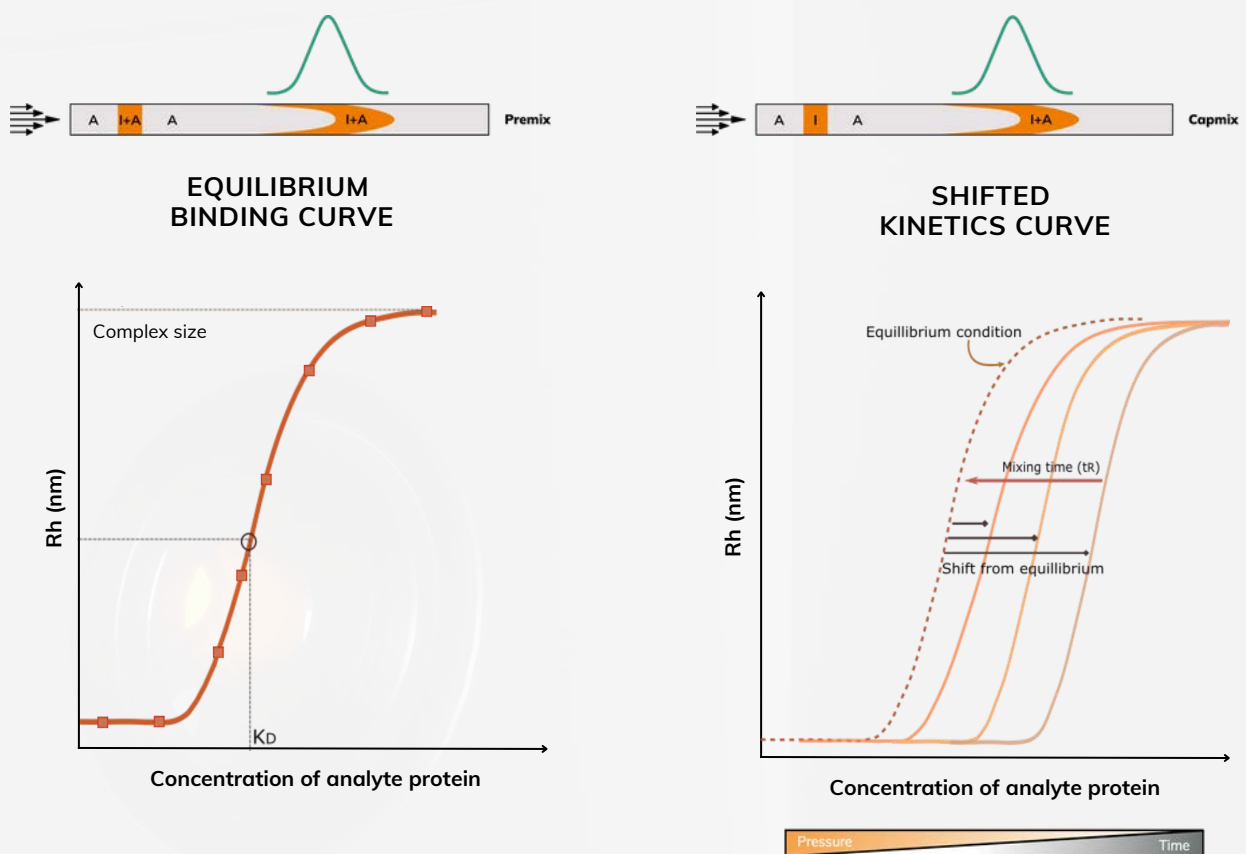 A I+A A I+A Premix
A I A I+A Capmix
EQUILIBRIUM
BINDING CURVE
SHIFTED
KINETICS CURVE
Complex size
Rh (nm)
KD
Concentration of analyte protein
Equillibrium condition
Mixing time (tR)
Shift from equillibrium
Rh (nm)
Concentration of analyte protein
Pressure
Time